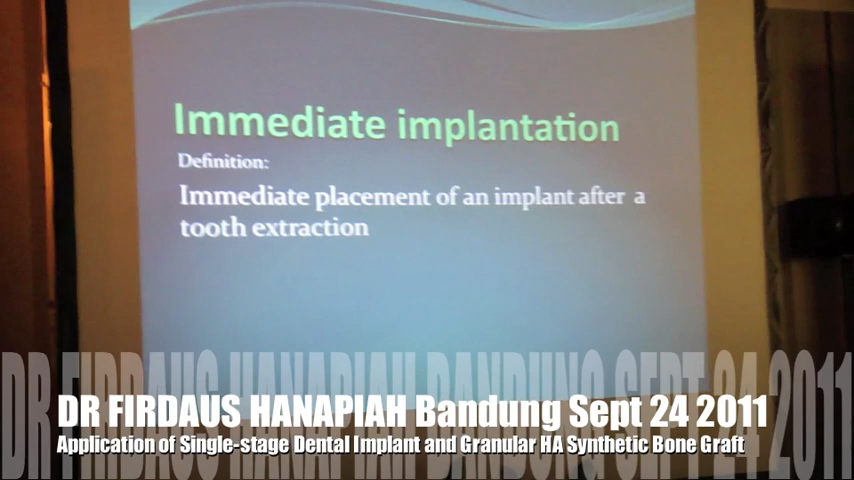 Immediate implantation
Definition:
Immediate placement of an implant after a
tooth extraction
DR FIRDAUS HANAPIAH BANDUNG SEPT 24 2011
DR FIRDAUS HANAPIAH Bandung Sept 24 2011
Application of Single-stage Dental Implant and Granular HA Synthetic Bone Graft